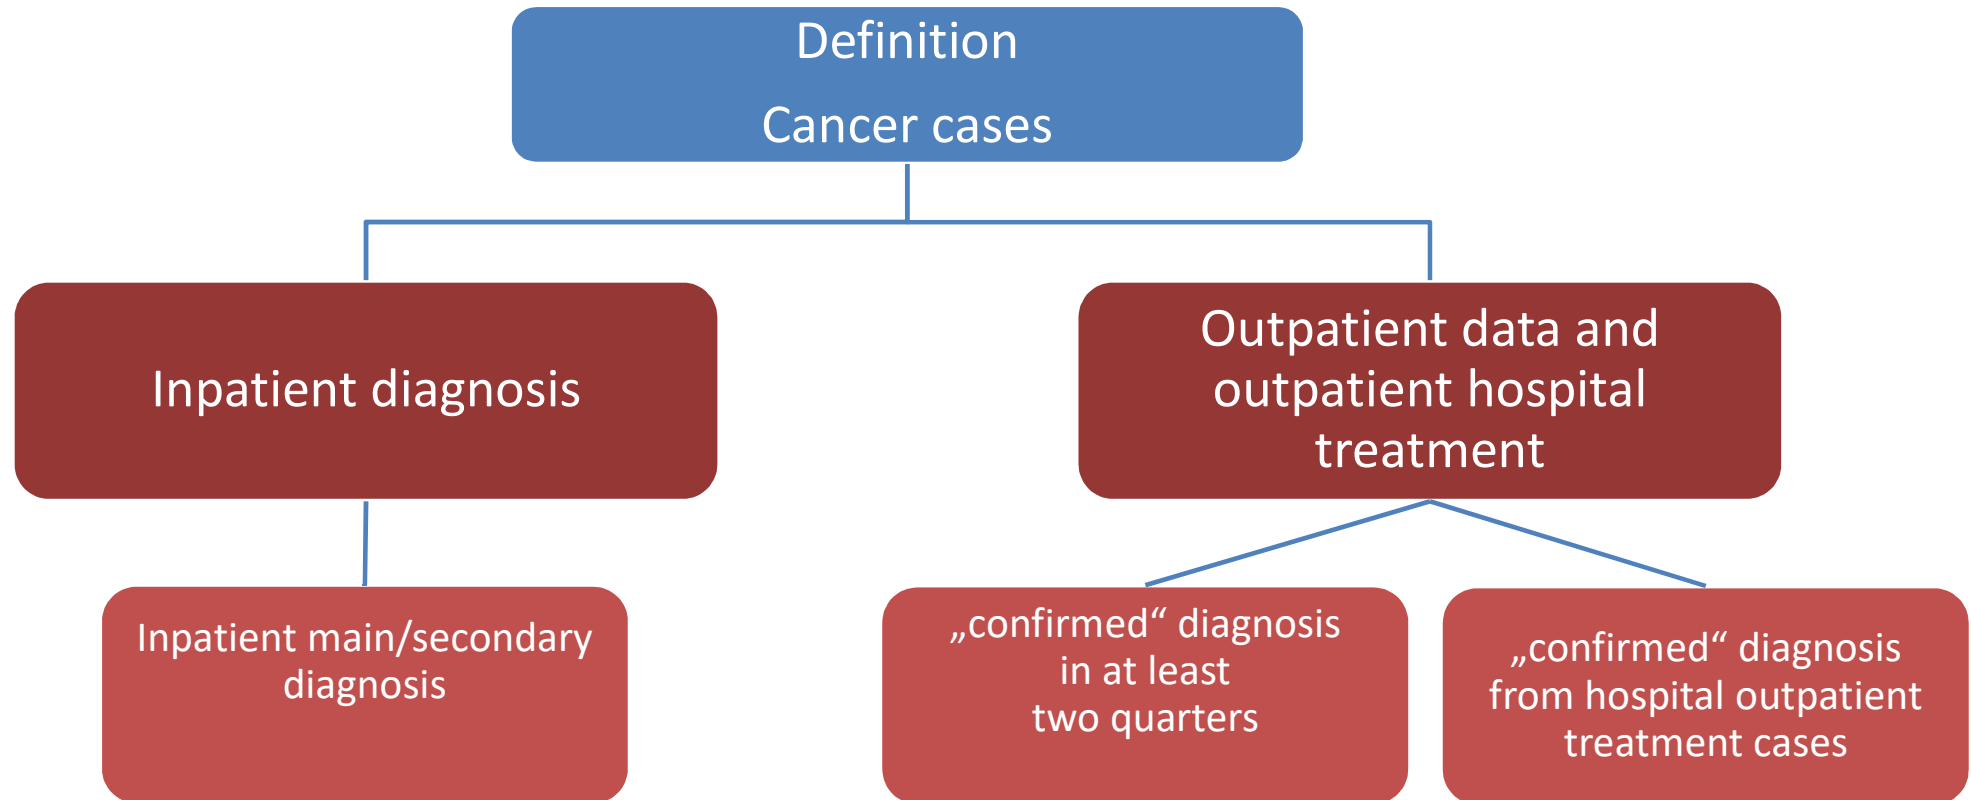 Definition
Cancer cases
Inpatient diagnosis
Outpatient data and
outpatient hospital
treatment
Inpatient main/secondary
diagnosis
„confirmed“ diagnosis
in at least
two quarters
„confirmed“ diagnosis
from hospital outpatient
treatment cases